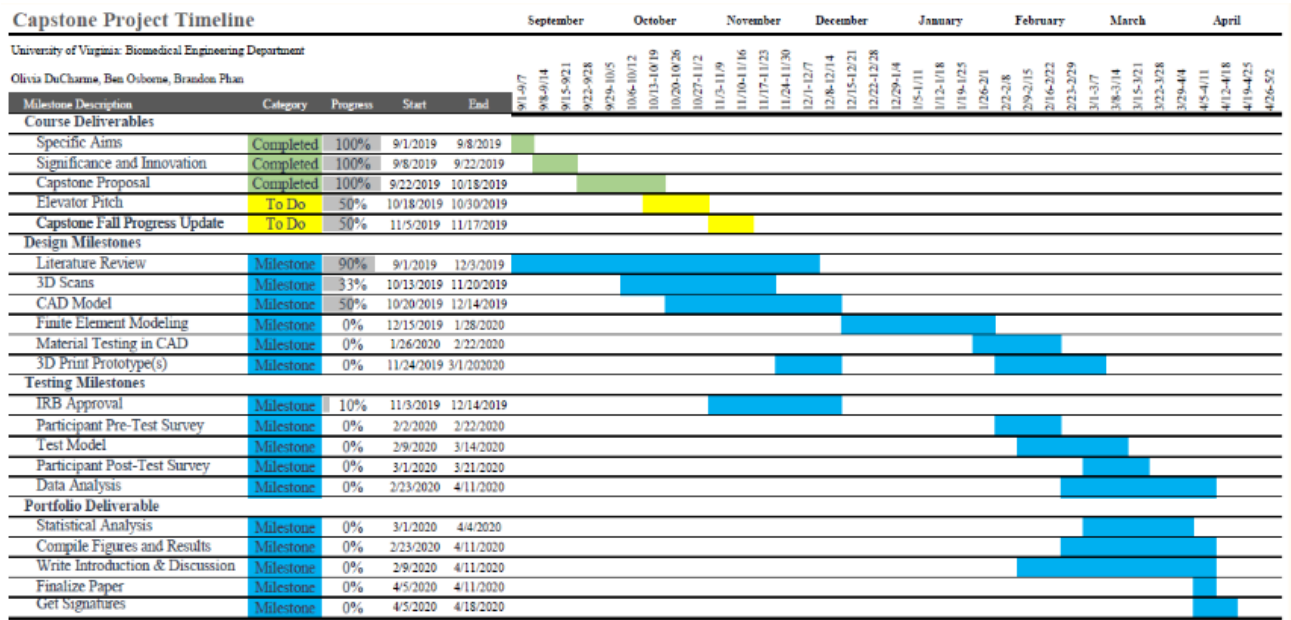 Capstone Project Timeline September October November December January February March April
University of Virginia: Biomedical Engineering Department
Olivia DuCharme, Ben Osborne, Brandon Phan
9/1-9/7 9/8-9/14 9/15-9/21 9/22-9/28 9/29-10/5 10/6-10/12 10/13-10/19 10/20-10/26 10/27-11/2 11/3-11/9 11/10-11/16 11/17-11/23 11/24-11/30 12/1-12/7 12/8-12/14 12/15-12/21 12/22-12/28 12/29-1/4 1/5-1/11 1/12-1/18 1/19-1/25 1/26-2/1 2/2-2/8 2/9-2/15 2/16-2/22 2/23-2/29 3/1-3/7 3/8-3/14 3/15-3/21 3/22-3/28 3/29-4/4 4/5-4/11 4/12-4/18 4/19-4/25 4/26-5/2
Milestone Description Category Progress Start End
Course Deliverables
Specific Aims Completed 100% 9/1/2019 9/8/2019
Significance and Innovation Completed 100% 9/8/2019 9/22/2019
Capstone Proposal Completed 100% 9/22/2019 10/18/2019
Elevator Pitch To Do 50% 10/18/2019 10/30/2019
Capstone Fall Progress Update To Do 50% 11/5/2019 11/17/2019
Design Milestones
Literature Review Milestone 90% 9/1/2019 12/3/2019
3D Scans Milestone 33% 10/13/2019 11/20/2019
CAD Model Milestone 50% 10/20/2019 12/14/2019
Finite Element Modeling Milestone 0% 12/15/2019 1/28/2020
Material Testing in CAD Milestone 0% 1/26/2020 2/22/2020
3D Print Prototype(s) Milestone 0% 11/24/2019 3/1/202020
Testing Milestones
IRB Approval Milestone 10% 11/3/2019 12/14/2019
Participant Pre-Test Survey Milestone 0% 2/2/2020 2/22/2020
Test Model Milestone 0% 2/9/2020 3/14/2020
Participant Post-Test Survey Milestone 0% 3/1/2020 3/21/2020
Data Analysis Milestone 0% 2/23/2020 4/11/2020
Portfolio Deliverable
Statistical Analysis Milestone 0% 3/1/2020 4/4/2020
Compile Figures and Results Milestone 0% 2/23/2020 4/11/2020
Write Introduction & Discussion Milestone 0% 2/9/2020 4/11/2020
Finalize Paper Milestone 0% 4/5/2020 4/11/2020
Get Signatures Milestone 0% 4/5/2020 4/18/2020